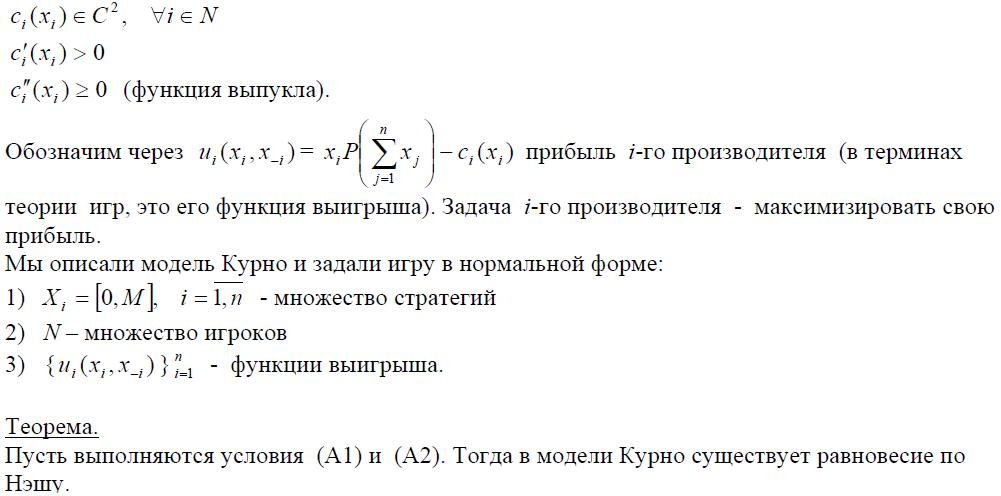 c_i(x_i) ∈ C², ∀i ∈ N
c_i′(x_i) > 0
c_i″(x_i) ≥ 0 (функция выпукла).
Обозначим через u_i(x_i, x_{−i}) = x_i P(∑_{j=1}^{n} x_j) − c_i(x_i) прибыль i-го производителя (в терминах
теории игр, это его функция выигрыша). Задача i-го производителя - максимизировать свою
прибыль.
Мы описали модель Курно и задали игру в нормальной форме:
1) X_i = [0, M], i = \overline{1, n} - множество стратегий
2) N – множество игроков
3) {u_i(x_i, x_{−i})}_{i=1}^{n} - функции выигрыша.
Теорема.
Пусть выполняются условия (A1) и (A2). Тогда в модели Курно существует равновесие по
Нэшу.